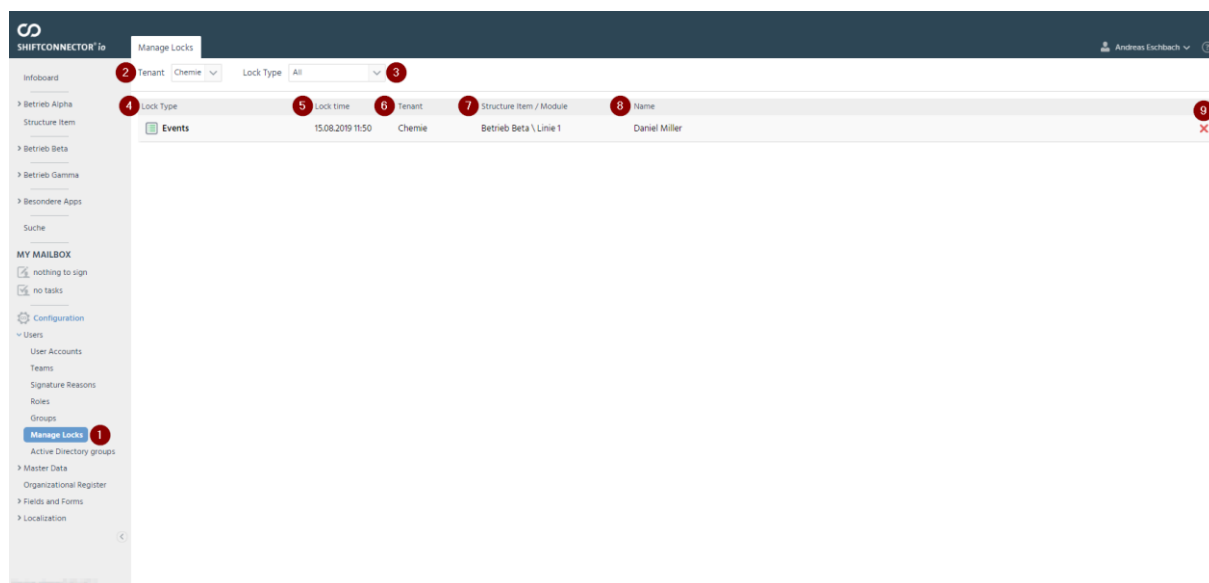 SHIFTCONNECTOR® io
Manage Locks
Andreas Eschbach
Infoboard
2 Tenant Chemie Lock Type All 3
Betrieb Alpha
4 Lock Type 5 Lock time 6 Tenant 7 Structure Item / Module 8 Name 9
Structure Item
Events 15.08.2019 11:50 Chemie Betrieb Beta \ Linie 1 Daniel Miller
Betrieb Beta
Betrieb Gamma
Besondere Apps
Suche
MY MAILBOX
nothing to sign
no tasks
Configuration
Users
User Accounts
Teams
Signature Reasons
Roles
Groups
Manage Locks 1
Active Directory groups
Master Data
Organizational Register
Fields and Forms
Localization